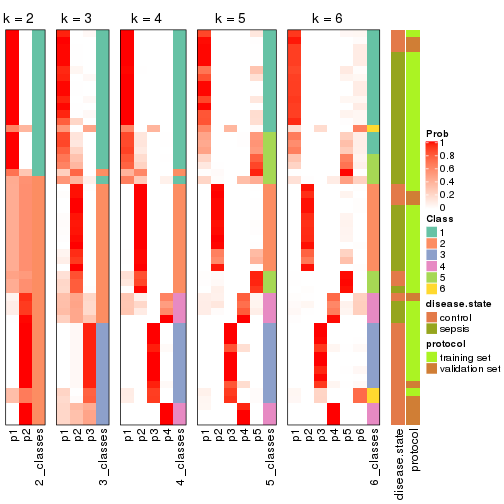 k = 2 k = 3 k = 4 k = 5 k = 6
Prob
1
0.8
0.6
0.4
0.2
0
Class
1
2
3
4
5
6
disease.state
control
sepsis
protocol
training set
validation set
p1 p2 2_classes p1 p2 p3 3_classes p1 p2 p3 p4 4_classes p1 p2 p3 p4 p5 5_classes p1 p2 p3 p4 p5 p6 6_classes disease.state protocol